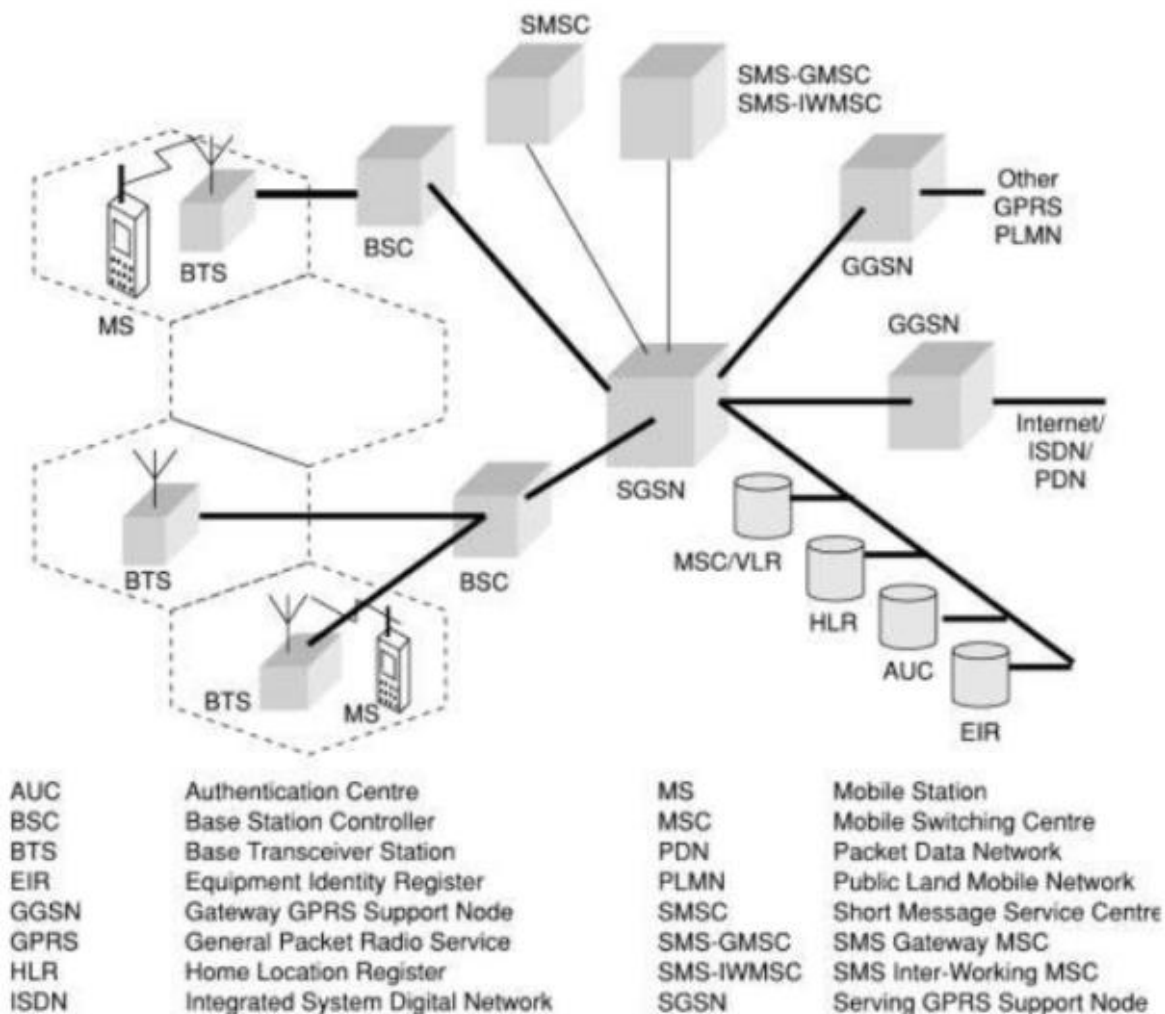 SMSC
SMS-GMSC
SMS-IWMSC
BSC
BTS
MS
Other
GPRS
PLMN
GGSN
GGSN
Internet/
ISDN/
PDN
SGSN
BTS
BSC
MSC/VLR
HLR
AUC
EIR
BTS
MS
AUC Authentication Centre
BSC Base Station Controller
BTS Base Transceiver Station
EIR Equipment Identity Register
GGSN Gateway GPRS Support Node
GPRS General Packet Radio Service
HLR Home Location Register
ISDN Integrated System Digital Network
MS Mobile Station
MSC Mobile Switching Centre
PDN Packet Data Network
PLMN Public Land Mobile Network
SMSC Short Message Service Centre
SMS-GMSC SMS Gateway MSC
SMS-IWMSC SMS Inter-Working MSC
SGSN Serving GPRS Support Node